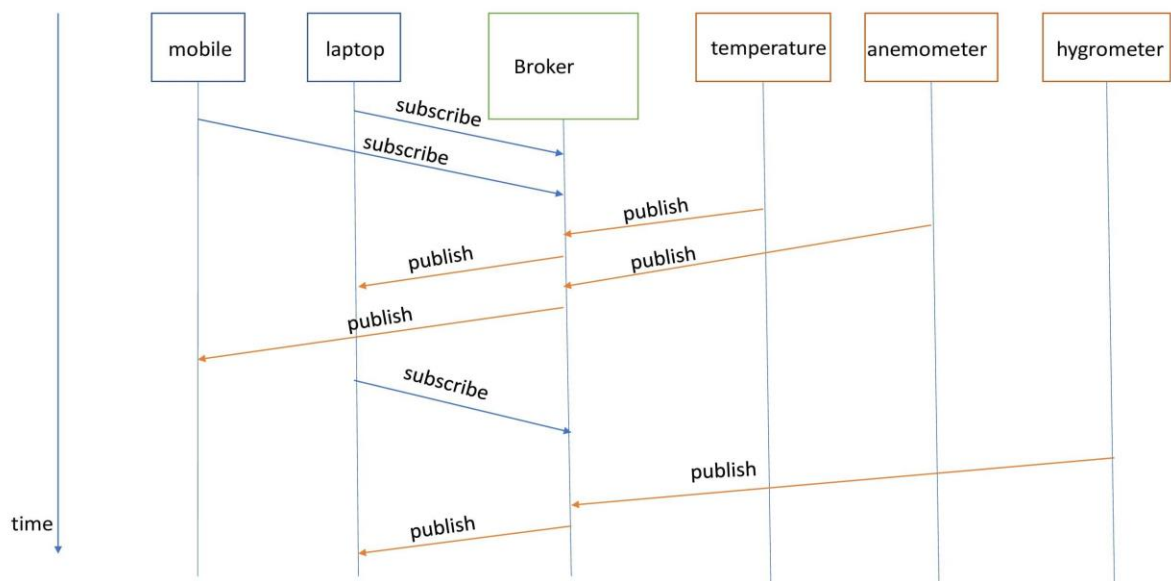 mobile
laptop
Broker
temperature
anemometer
hygrometer
subscribe
subscribe
publish
publish
publish
publish
subscribe
publish
publish
time